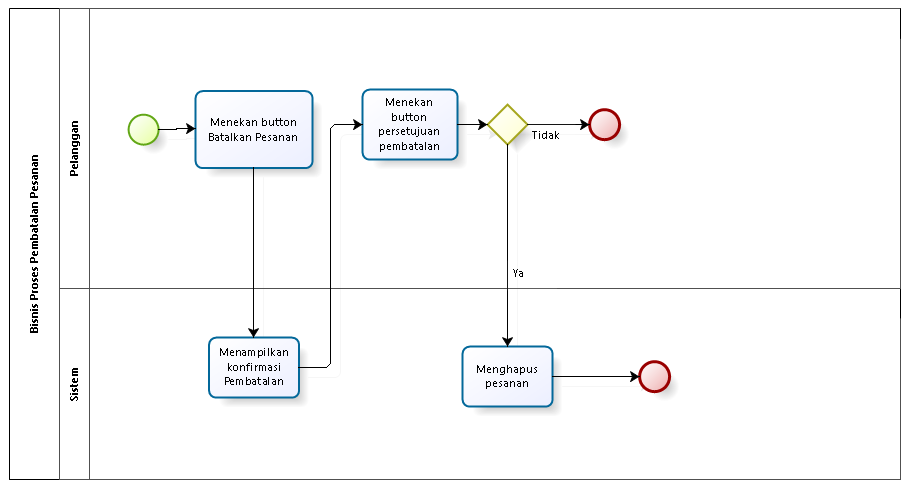 Bisnis Proses Pembatalan Pesanan
Pelanggan
Menekan button
Batalkan Pesanan
Menekan
button
persetujuan
pembatalan
Tidak
Ya
Sistem
Menampilkan
konfirmasi
Pembatalan
Menghapus
pesanan